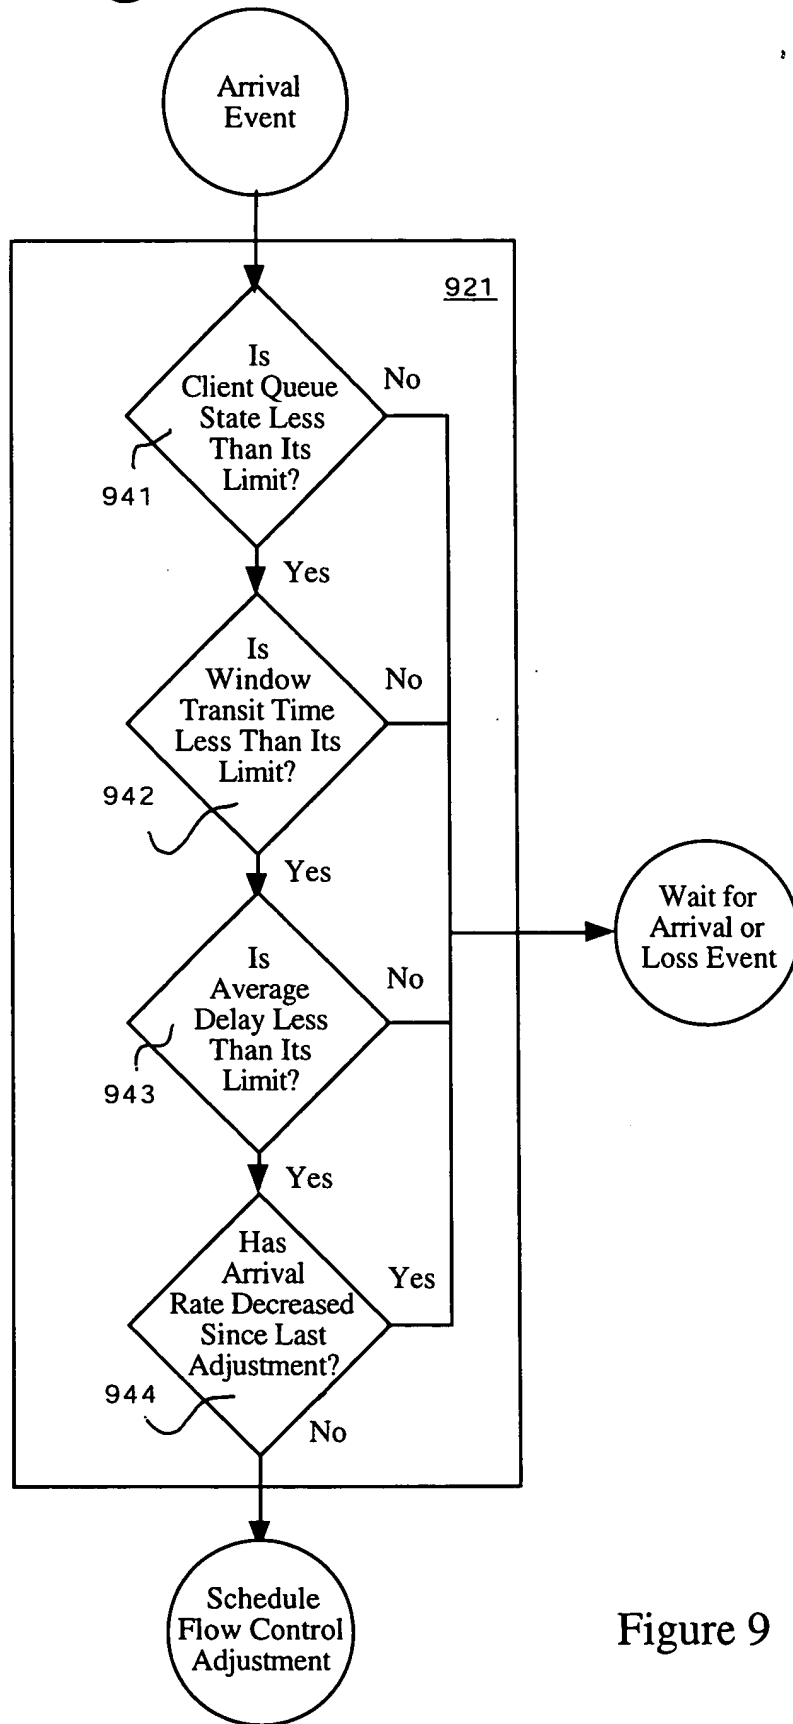 Arrival
Event
921
Is
Client Queue
State Less
Than Its
Limit?
No
941
Yes
Is
Window
Transit Time
Less Than Its
Limit?
No
942
Yes
Wait for
Arrival or
Loss Event
Is
Average
Delay Less
Than Its
Limit?
No
943
Yes
Has
Arrival
Rate Decreased
Since Last
Adjustment?
Yes
944
No
Schedule
Flow Control
Adjustment
Figure 9